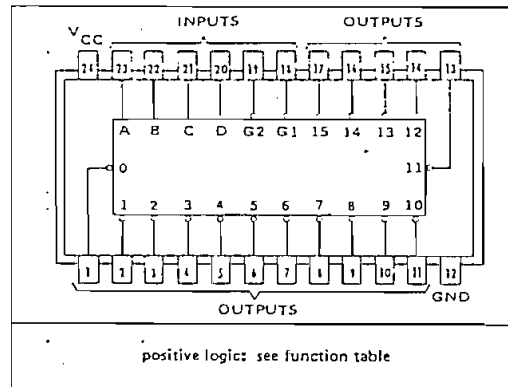 INPUTS OUTPUTS
VCC
24 23 22 21 20 19 18 17 16 15 14 13
A B C D G2 G1 15 14 13 12
0 11
1 2 3 4 5 6 7 8 9 10
1 2 3 4 5 6 7 8 9 10 11 12
OUTPUTS GND
positive logic: see function table